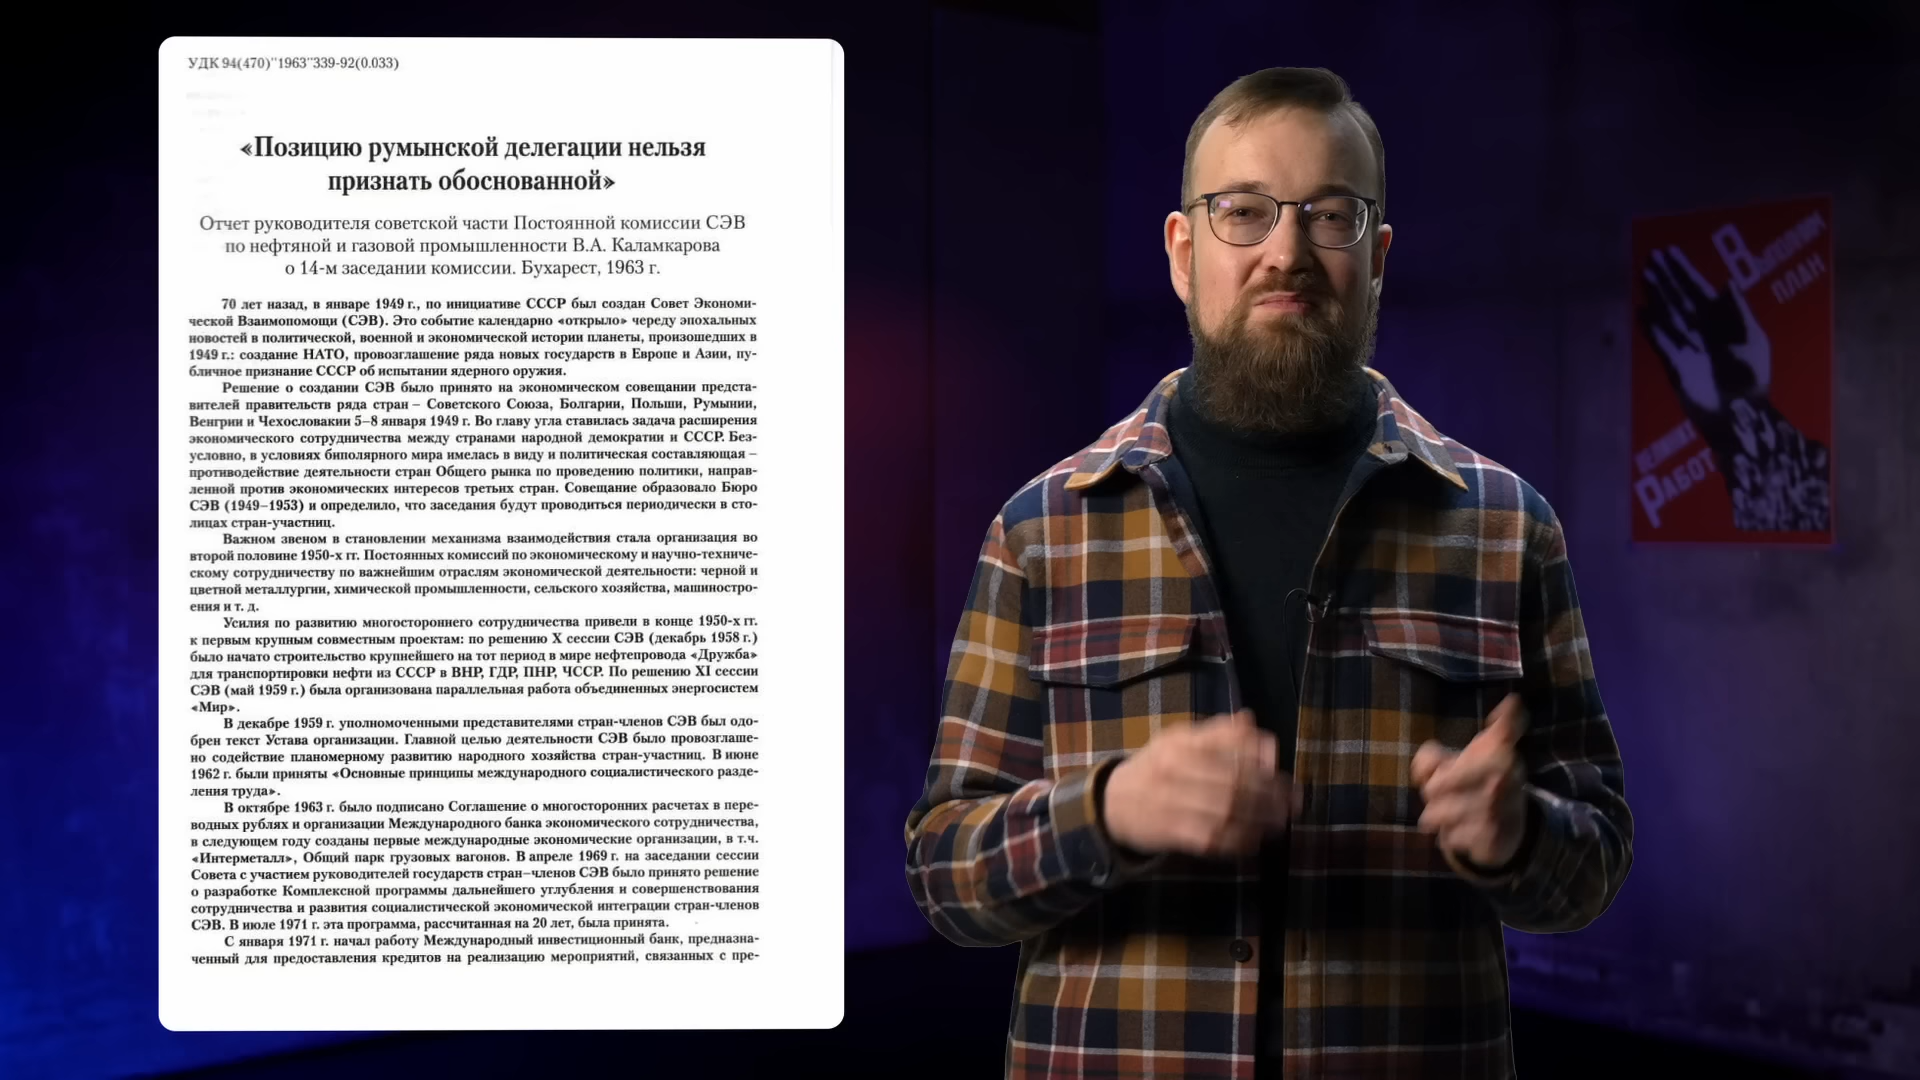 УДК 94(470)"1963"339-92(0.033)
«Позицию румынской делегации нельзя
признать обоснованной»
Отчет руководителя советской части Постоянной комиссии СЭВ
по нефтяной и газовой промышленности В.А. Каламкарова
о 14-м заседании комиссии. Бухарест, 1963 г.
70 лет назад, в январе 1949 г., по инициативе СССР был создан Совет Экономи-
ческой Взаимопомощи (СЭВ). Это событие календарно «открыло» череду эпохальных
новостей в политической, военной и экономической истории планеты, произошедших в
1949 г.: создание НАТО, провозглашение ряда новых государств в Европе и Азии, пу-
бличное признание СССР об испытании ядерного оружия.
Решение о создании СЭВ было принято на экономическом совещании предста-
вителей правительств ряда стран – Советского Союза, Болгарии, Польши, Румынии,
Венгрии и Чехословакии 5–8 января 1949 г. Во главу угла ставилась задача расширения
экономического сотрудничества между странами народной демократии и СССР. Без-
условно, в условиях биполярного мира имелась в виду и политическая составляющая –
противодействие деятельности стран Общего рынка по проведению политики, направ-
ленной против экономических интересов третьих стран. Совещание образовало Бюро
СЭВ (1949–1953) и определило, что заседания будут проводиться периодически в сто-
лицах стран-участниц.
Важном звеном в становлении механизма взаимодействия стала организация во
второй половине 1950-х гг. Постоянных комиссий по экономическому и научно-техниче-
скому сотрудничеству по важнейшим отраслям экономической деятельности: черной и
цветной металлургии, химической промышленности, сельского хозяйства, машинострo-
ения и т. д.
Усилия по развитию многостороннего сотрудничества привели в конце 1950-х гг.
к первым крупным совместным проектам: по решению X сессии СЭВ (декабрь 1958 г.)
было начато строительство крупнейшего на тот период в мире нефтепровода «Дружба»
для транспортировки нефти из СССР в ВНР, ГДР, ПНР, ЧССР. По решению XI сессии
СЭВ (май 1959 г.) была организована параллельная работа объединенных энергосистем
«Мир».
В декабре 1959 г. уполномоченными представителями стран-членов СЭВ был одо-
брен текст Устава организации. Главной целью деятельности СЭВ было провозглаше-
но содействие планомерному развитию народного хозяйства стран-участниц. В июне
1962 г. были приняты «Основные принципы международного социалистического разде-
ления труда».
В октябре 1963 г. было подписано Соглашение о многосторонних расчетах в пере-
водных рублях и организации Международного банка экономического сотрудничества,
в следующем году созданы первые международные экономические организации, в т.ч.
«Интерметалл», Общий парк грузовых вагонов. В апреле 1969 г. на заседании сессии
Совета с участием руководителей государств стран–членов СЭВ было принято решение
о разработке Комплексной программы дальнейшего углубления и совершенствования
сотрудничества и развития социалистической экономической интеграции стран-членов
СЭВ. В июле 1971 г. эта программа, рассчитанная на 20 лет, была принята.
С января 1971 г. начал работу Международный инвестиционный банк, предназна-
ченный для предоставления кредитов на реализацию мероприятий, связанных с пре-
Выполним
план
великих
работ